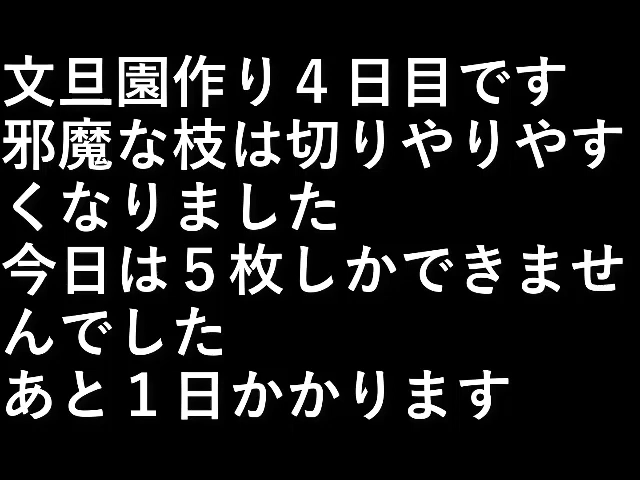 文旦園作り４日目です
邪魔な枝は切りやりやす
くなりました
今日は５枚しかできませ
んでした
あと１日かかります